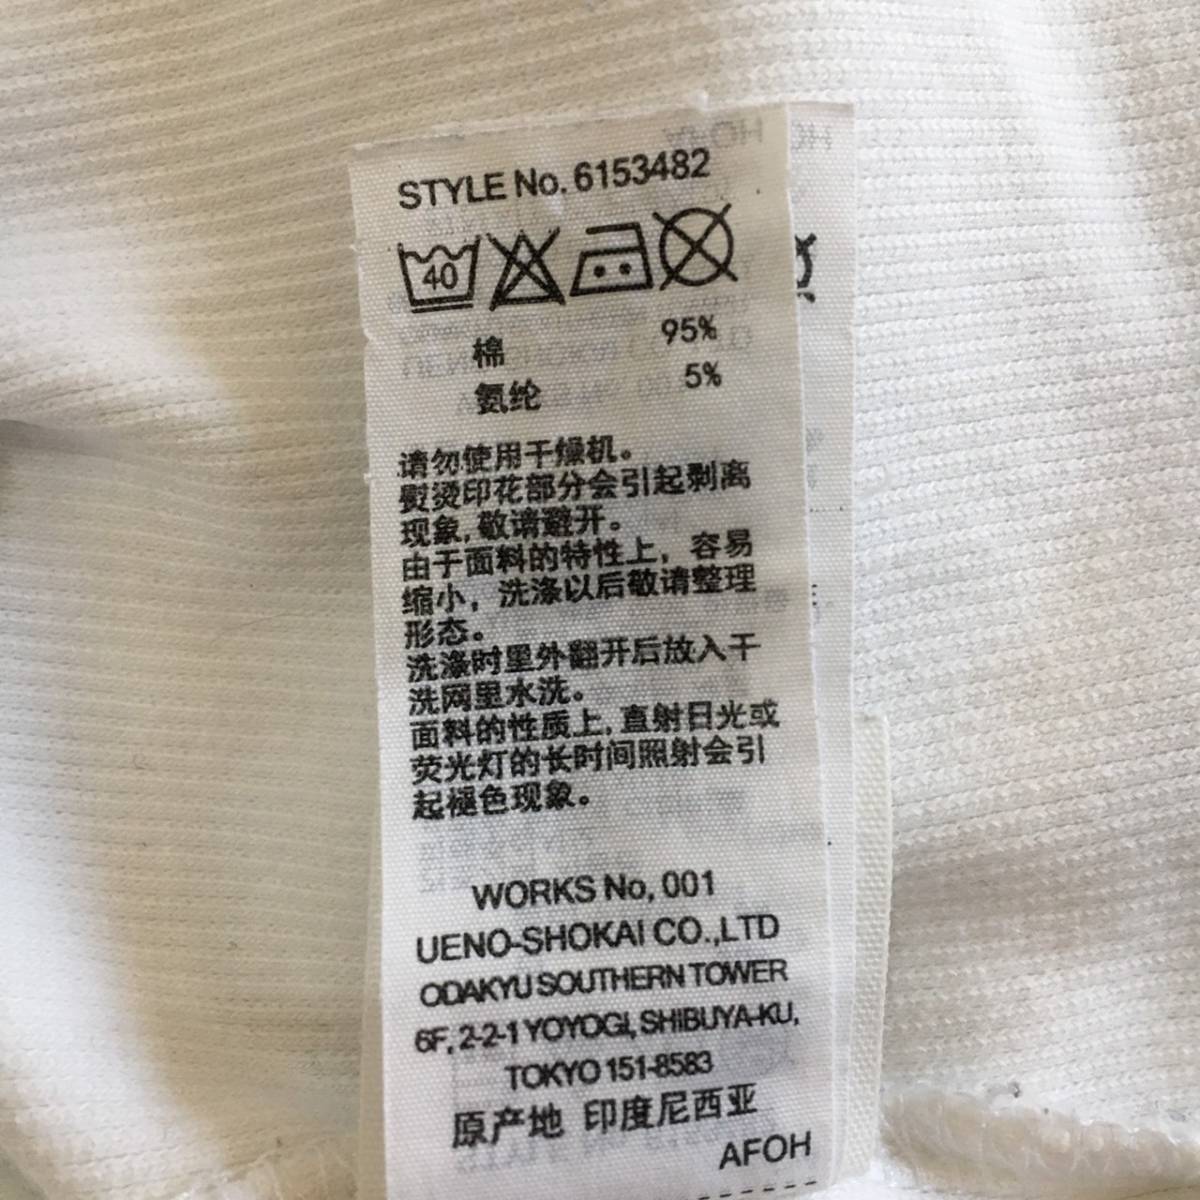 STYLE No. 6153482
40
棉 95%
氨纶 5%
请勿使用干燥机。
熨烫印花部分会引起剥离
现象,敬请避开。
由于面料的特性上，容易
缩小，洗涤以后敬请整理
形态。
洗涤时里外翻开后放入干
洗网里水洗。
面料的性质上,直射日光或
荧光灯的长时间照射会引
起褪色现象。
WORKS No, 001
UENO-SHOKAI CO.,LTD
ODAKYU SOUTHERN TOWER
6F, 2-2-1 YOYOGI, SHIBUYA-KU,
TOKYO 151-8583
原产地 印度尼西亚
AFOH